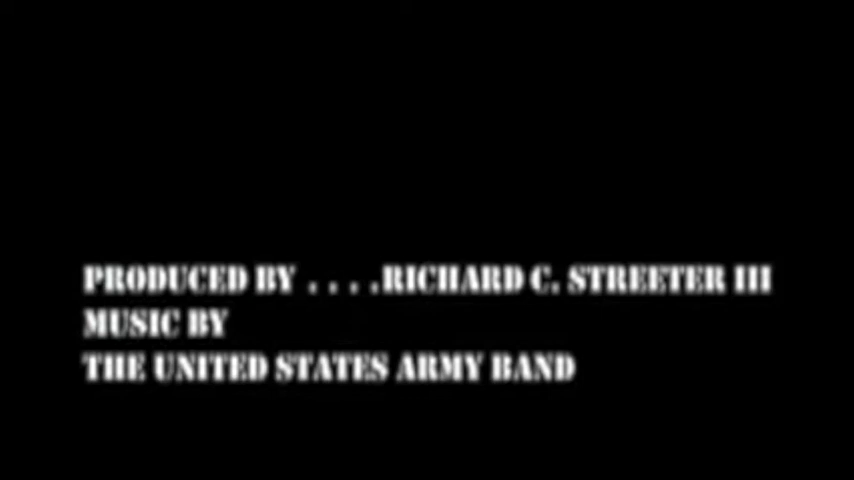 PRODUCED BY . . . .RICHARD C. STREETER III
MUSIC BY
THE UNITED STATES ARMY BAND